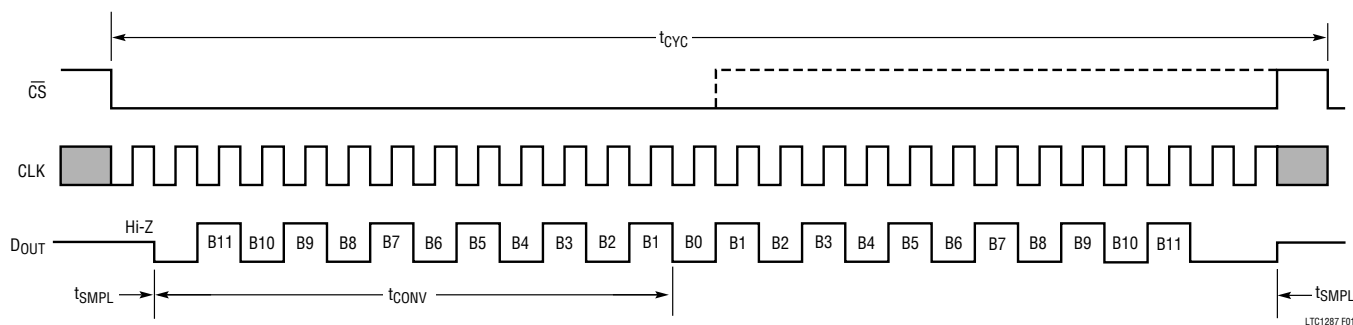 tCYC
CS
CLK
Hi-Z
DOUT
B11 B10 B9 B8 B7 B6 B5 B4 B3 B2 B1 B0 B1 B2 B3 B4 B5 B6 B7 B8 B9 B10 B11
tSMPL tCONV tSMPL
LTC1287 F01